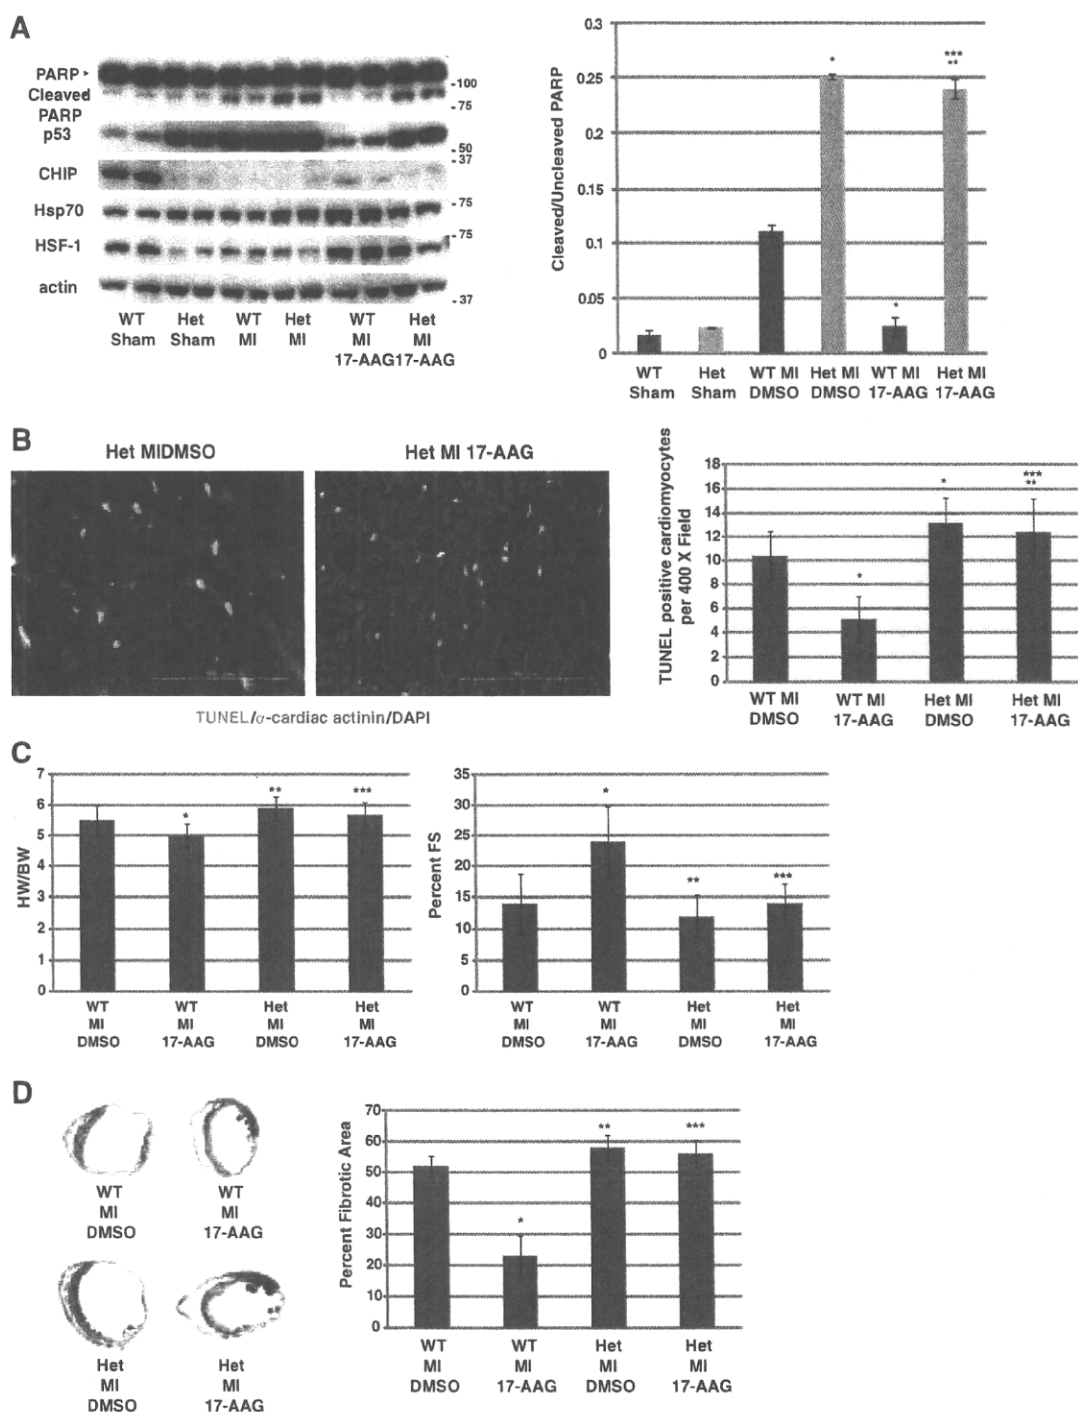 A
PARP
Cleaved
PARP
p53
CHIP
Hsp70
HSF-1
actin
- 100
- 75
- 50
- 37
- 75
- 75
- 37
WT Het WT Het WT Het
Sham Sham MI MI MI MI
17-AAG 17-AAG
Cleaved/Uncleaved PARP
0.3
0.25
0.2
0.15
0.1
0.05
0
* *** ** *
WT Het WT MI Het MI WT MI Het MI
Sham Sham DMSO DMSO 17-AAG 17-AAG
B
Het MIDMSO Het MI 17-AAG
TUNEL/α-cardiac actinin/DAPI
TUNEL positive cardiomyocytes
per 400 X Field
18
16
14
12
10
8
6
4
2
0
* * *** **
WT MI WT MI Het MI Het MI
DMSO 17-AAG DMSO 17-AAG
C
HW/BW
7
6
5
4
3
2
1
0
* ** ***
WT WT Het Het
MI MI MI MI
DMSO 17-AAG DMSO 17-AAG
Percent FS
35
30
25
20
15
10
5
0
* ** ***
WT WT Het Het
MI MI MI MI
DMSO 17-AAG DMSO 17-AAG
D
WT WT
MI MI
DMSO 17-AAG
Het Het
MI MI
DMSO 17-AAG
Percent Fibrotic Area
70
60
50
40
30
20
10
0
* ** ***
WT WT Het Het
MI MI MI MI
DMSO 17-AAG DMSO 17-AAG